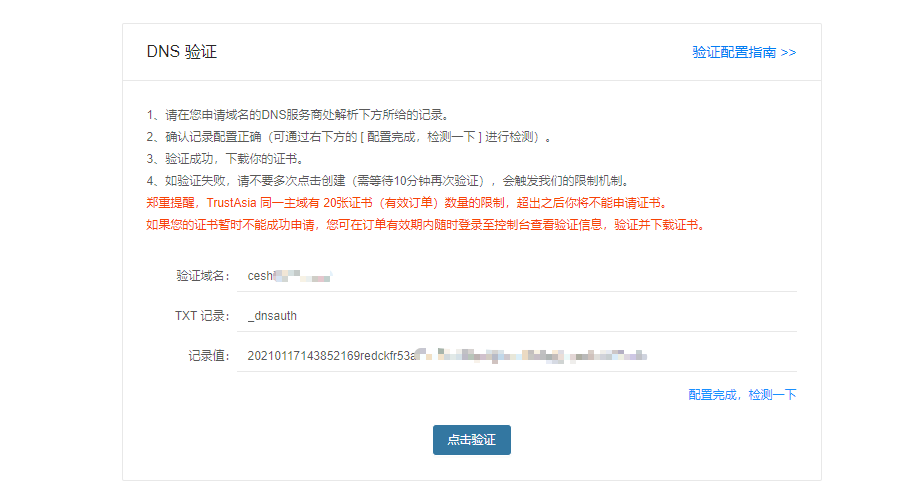 DNS 验证
验证配置指南 >>
1、请在您申请域名的DNS服务商处解析下方所给的记录。
2、确认记录配置正确（可通过右下方的 [ 配置完成，检测一下 ] 进行检测）。
3、验证成功，下载你的证书。
4、如验证失败，请不要多次点击创建（需等待10分钟再次验证），会触发我们的限制机制。
郑重提醒，TrustAsia 同一主域有 20张证书（有效订单）数量的限制，超出之后你将不能申请证书。
如果您的证书暂时不能成功申请，您可在订单有效期内随时登录至控制台查看验证信息，验证并下载证书。
验证域名： cesh
TXT 记录： _dnsauth
记录值： 20210117143852169redckfr53a
配置完成，检测一下
点击验证